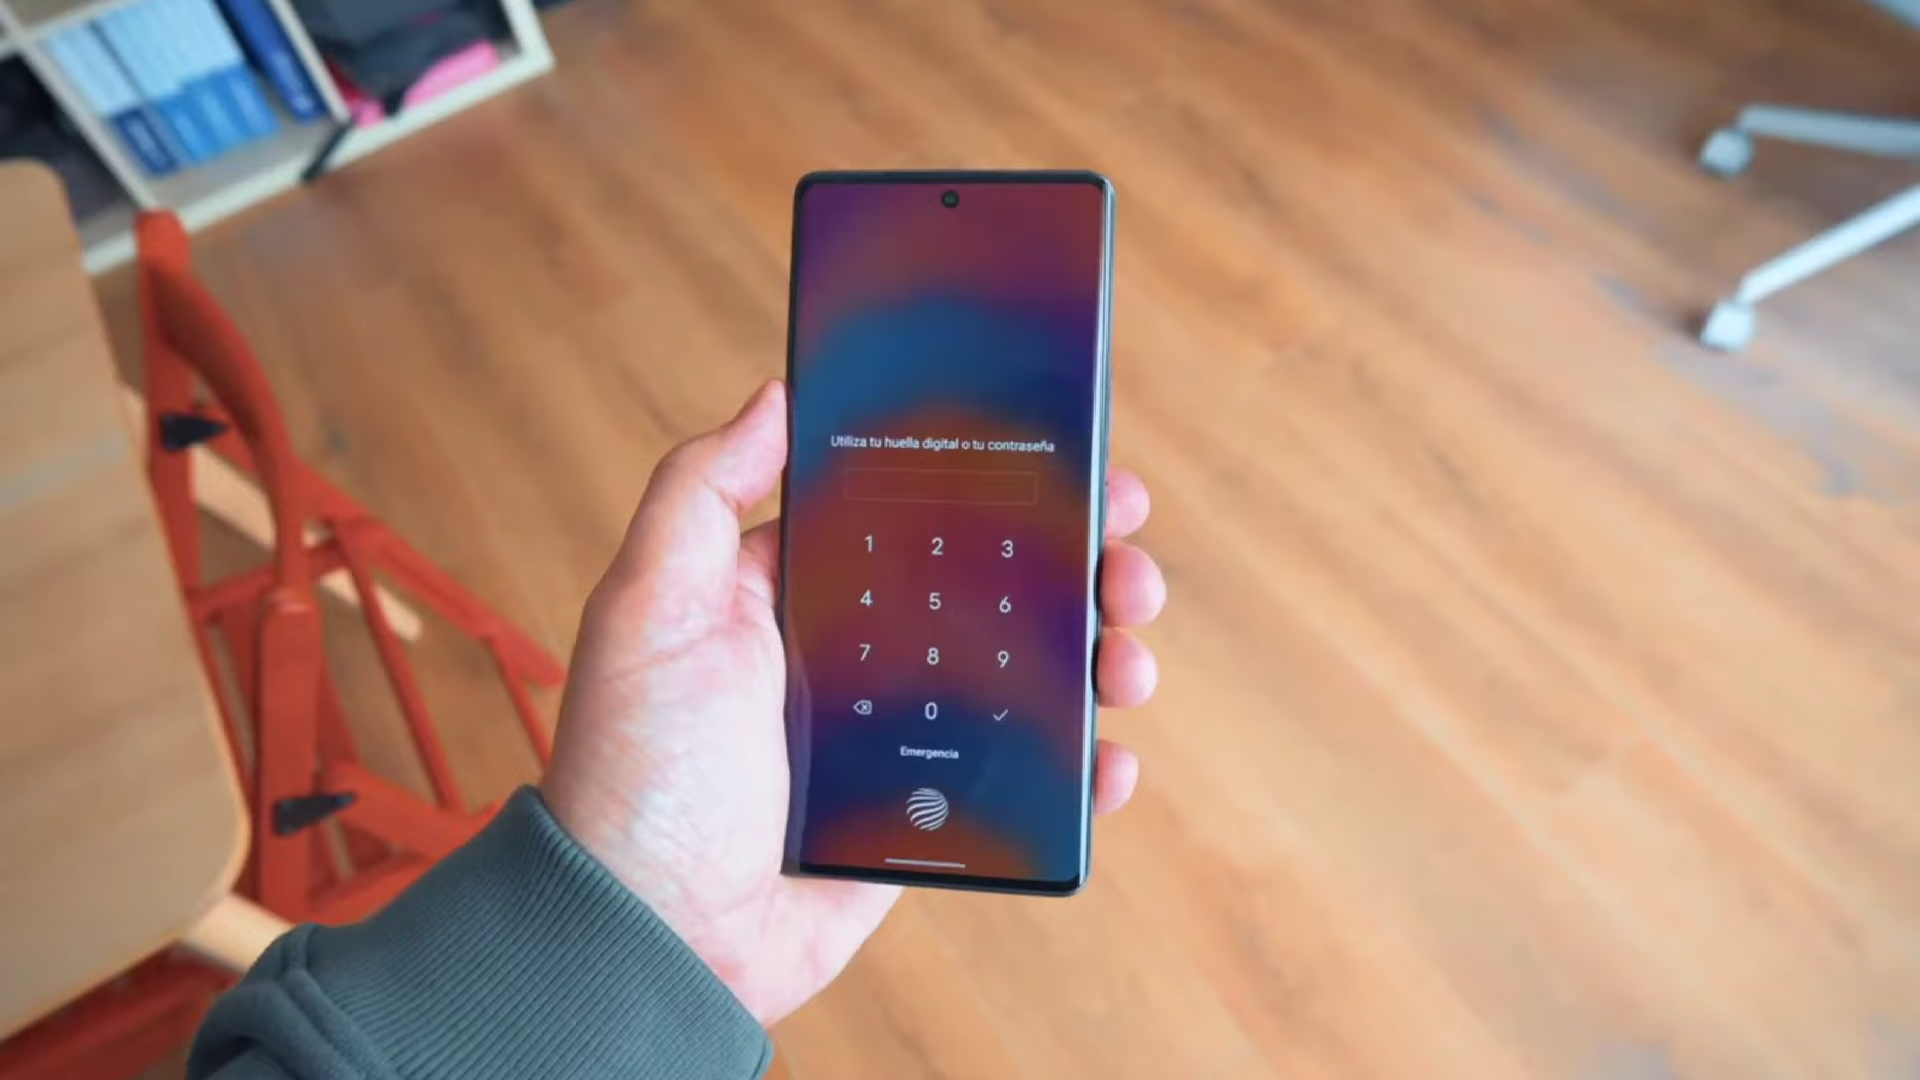 Utiliza tu huella digital o tu contraseña
1 2 3
4 5 6
7 8 9
0
Emergencia